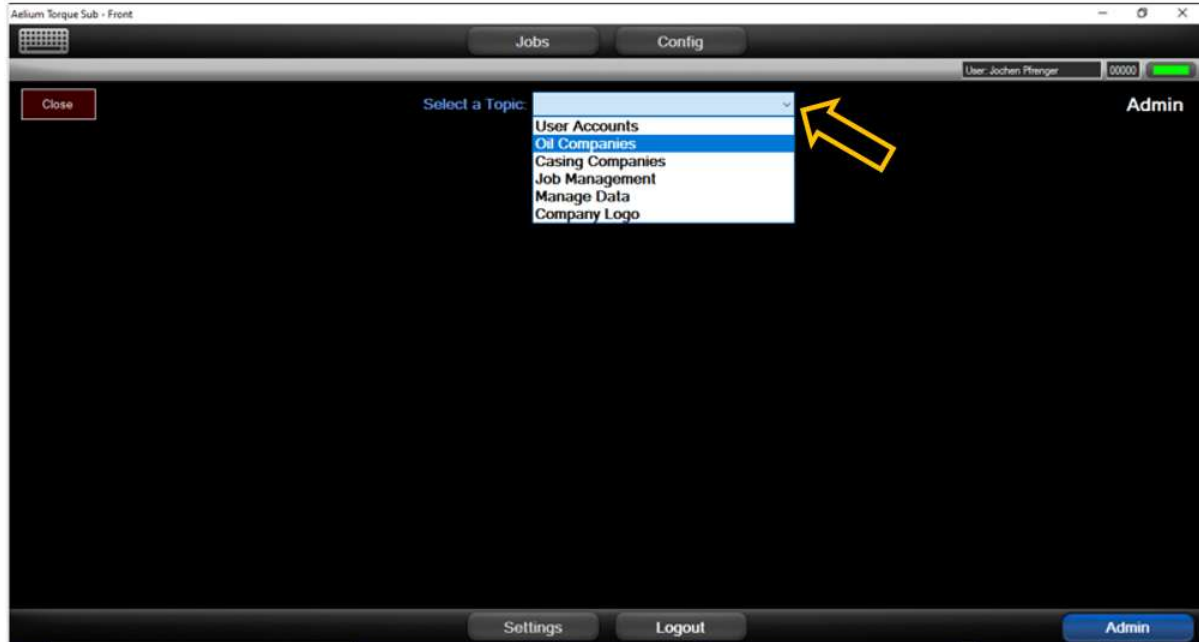 Aelium Torque Sub - Front
Jobs Config
User: Jochen Pfrenger 00000
Close Select a Topic: Admin
User Accounts
Oil Companies
Casing Companies
Job Management
Manage Data
Company Logo
Settings Logout Admin